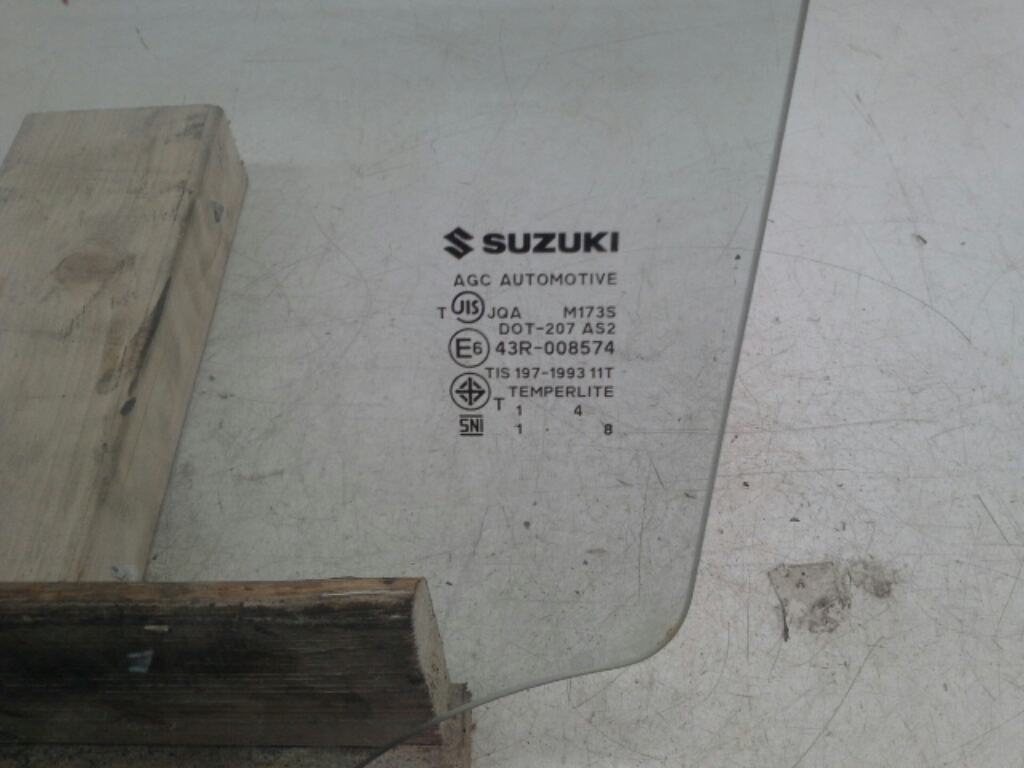 SUZUKI
AGC AUTOMOTIVE
T JIS JQA M173S
DOT-207 AS2
E6 43R-008574
TIS 197-1993 11T
TEMPERLITE
T 1 4
SNI 1 . 8